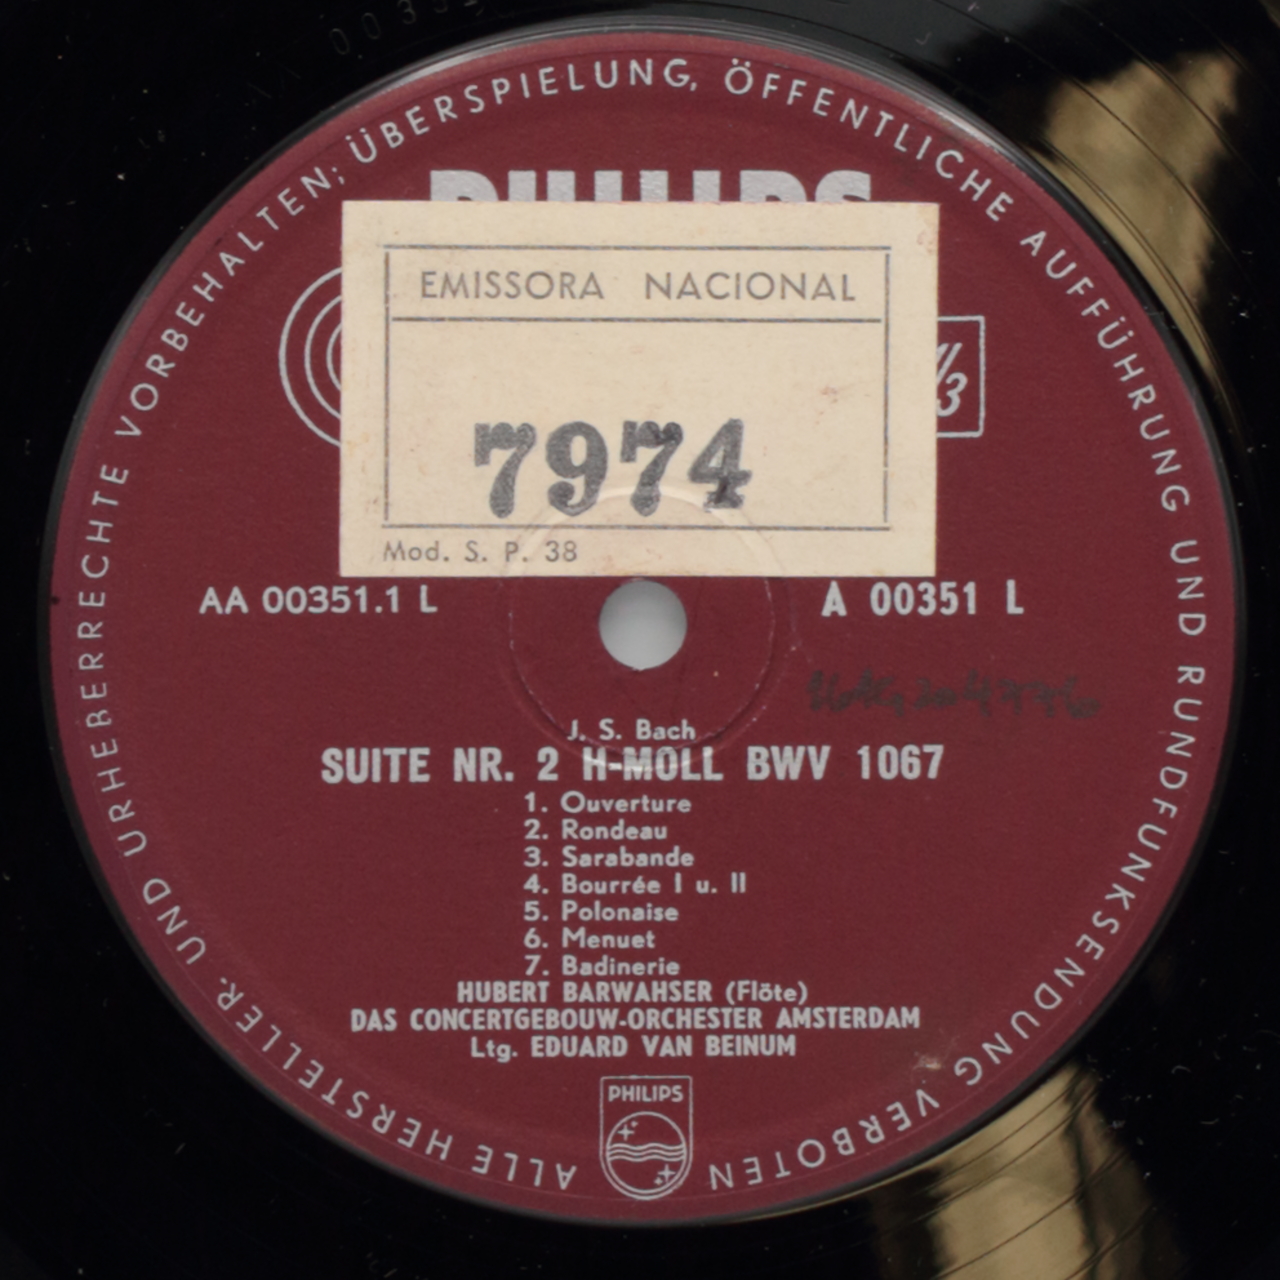 ALLE HERSTELLER- UND URHEBERRECHTE VORBEHALTEN; ÜBERSPIELUNG, ÖFFENTLICHE AUFFÜHRUNG UND RUNDFUNKSENDUNG VERBOTEN
PHILIPS
EMISSORA NACIONAL
7974
Mod. S. P. 38
AA 00351.1 L
A 00351 L
J. S. Bach
SUITE NR. 2 H-MOLL BWV 1067
1. Ouverture
2. Rondeau
3. Sarabande
4. Bourrée I u. II
5. Polonaise
6. Menuet
7. Badinerie
HUBERT BARWAHSER (Flöte)
DAS CONCERTGEBOUW-ORCHESTER AMSTERDAM
Ltg. EDUARD VAN BEINUM
PHILIPS